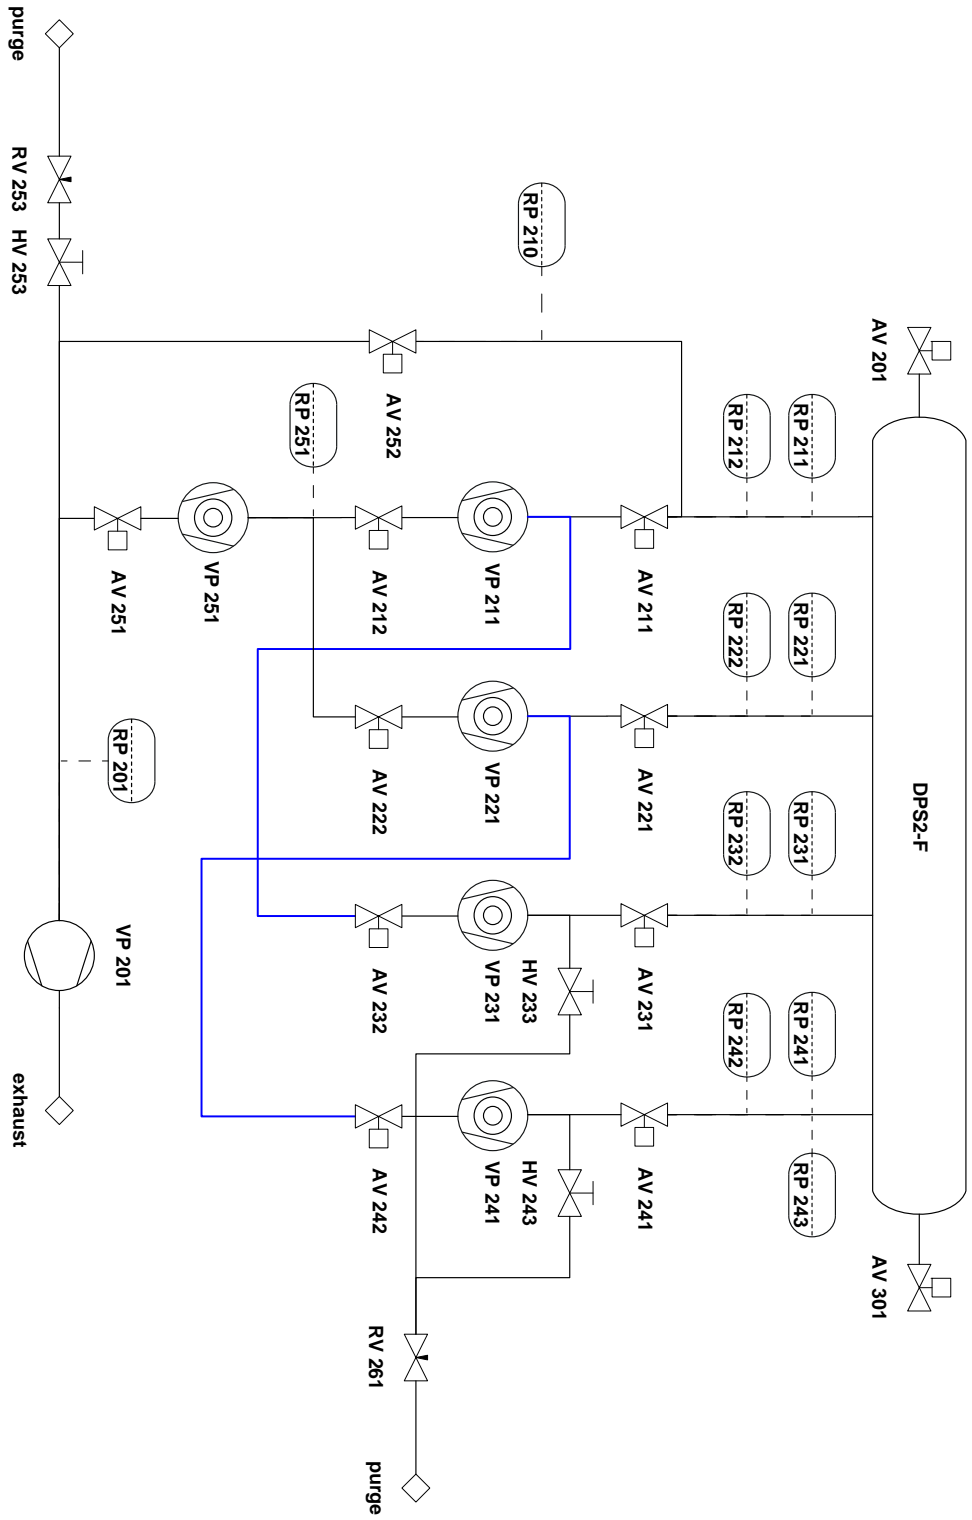 DPS2-F
AV 201
AV 301
RP 211
RP 221
RP 231
RP 241
RP 243
RP 212
RP 222
RP 232
RP 242
AV 211
AV 221
AV 231
AV 241
RP 210
HV 233
HV 243
VP 211
VP 221
VP 231
VP 241
AV 252
AV 212
AV 222
AV 232
AV 242
RV 261
purge
RP 251
VP 251
AV 251
RP 201
VP 201
purge
RV 253
HV 253
exhaust